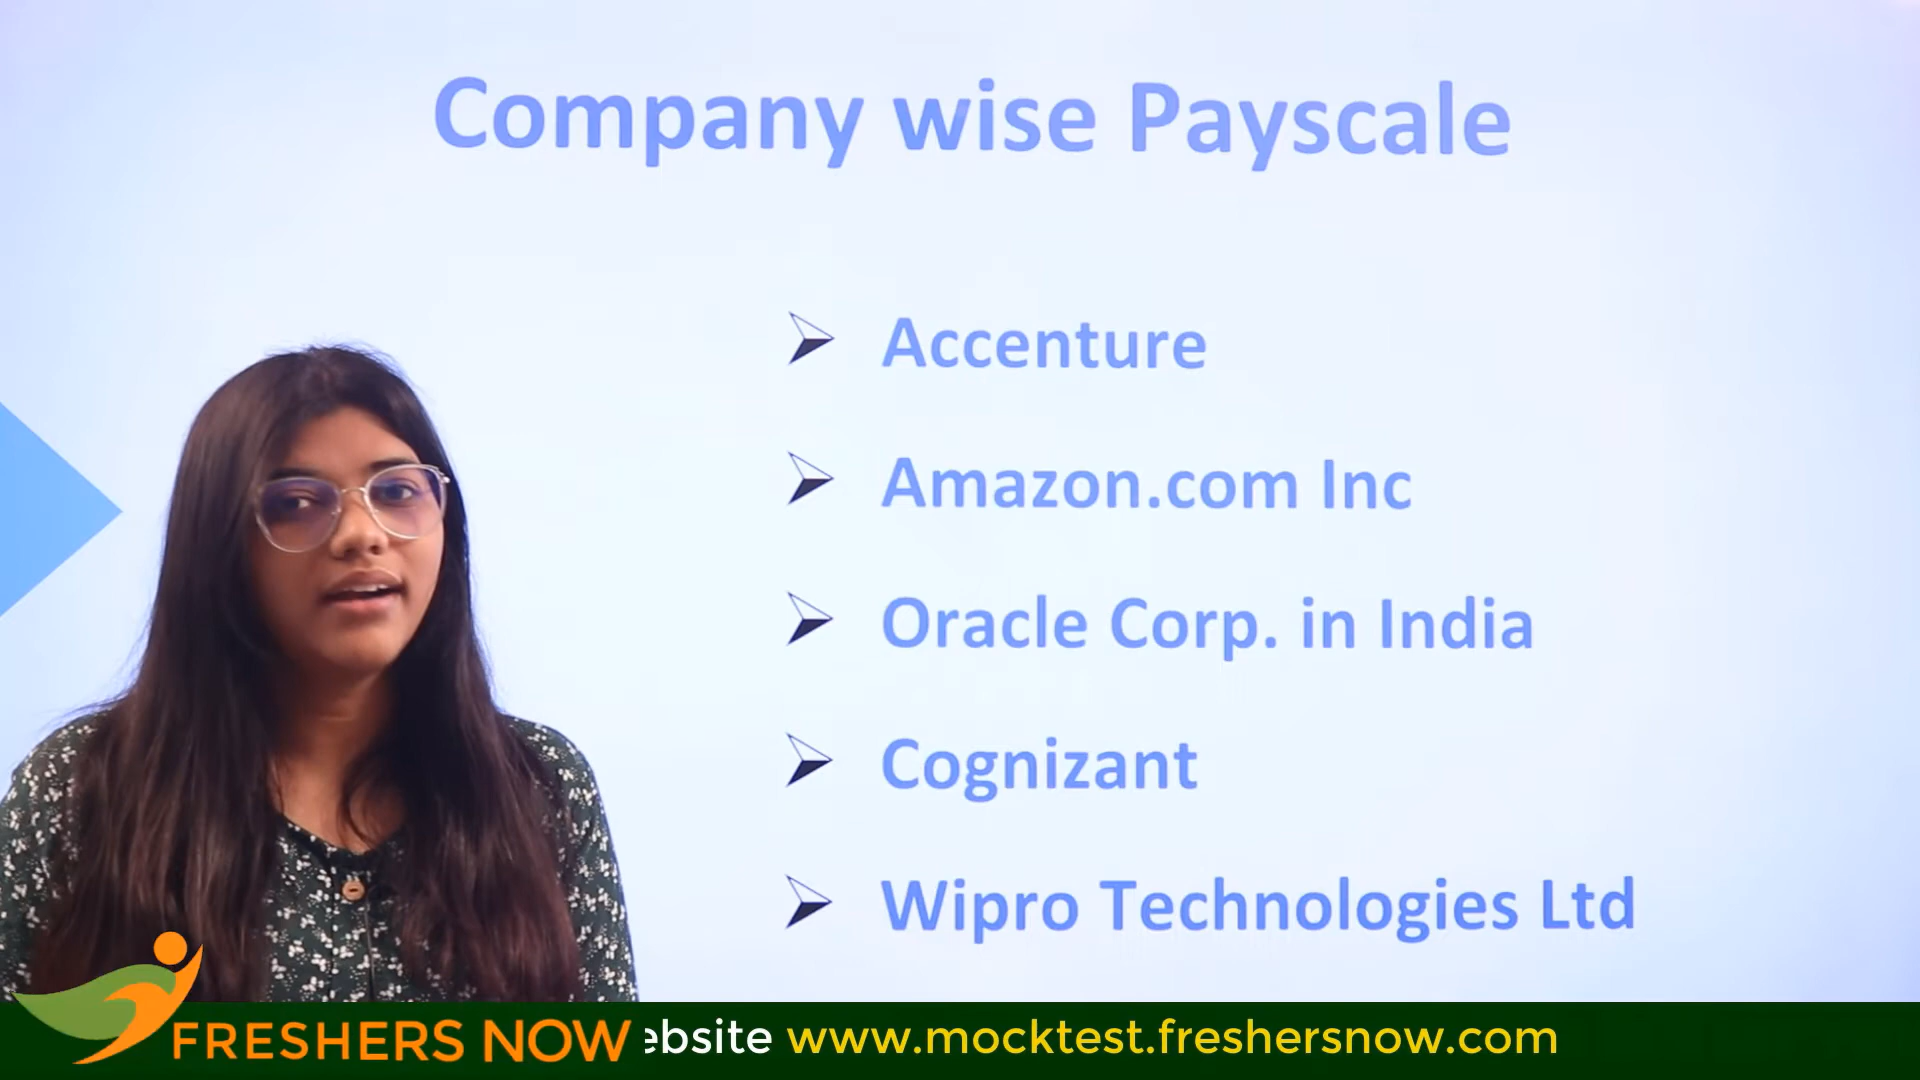 Company wise Payscale
Accenture
Amazon.com Inc
Oracle Corp. in India
Cognizant
Wipro Technologies Ltd
FRESHERS NOW
www.mocktest.freshersnow.com